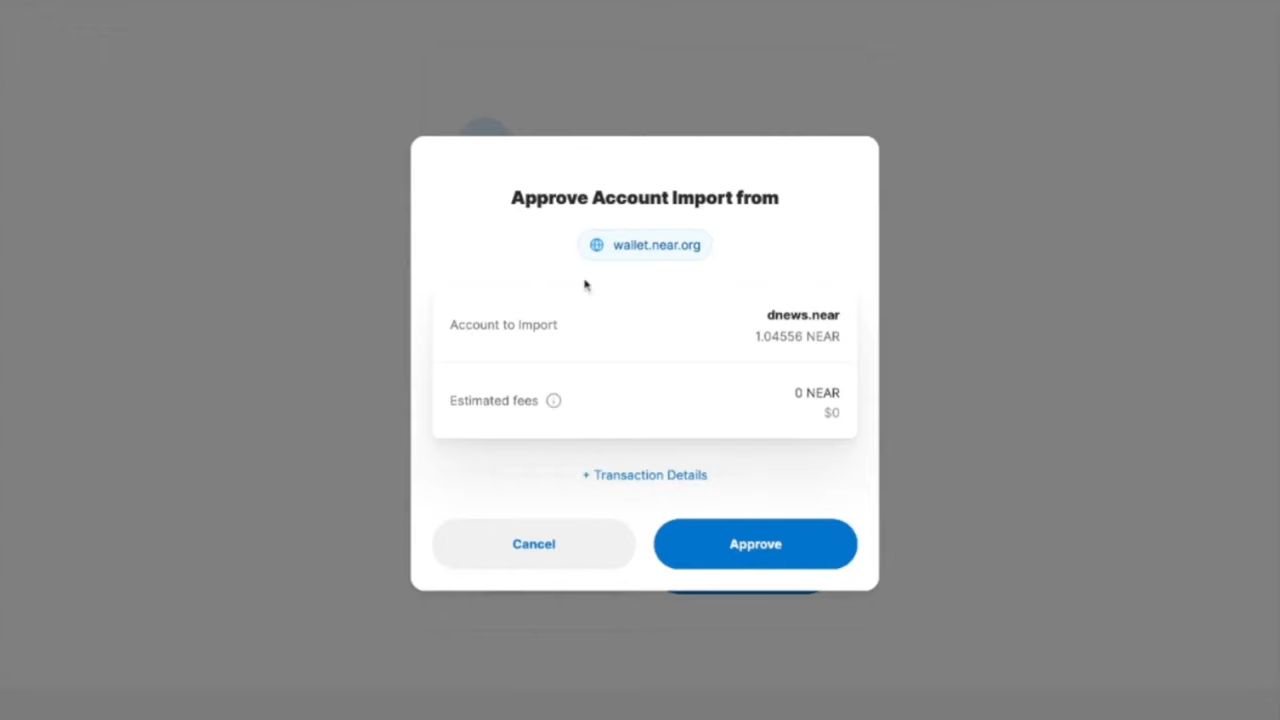 Approve Account Import from
wallet.near.org
Account to Import
dnews.near
1.04556 NEAR
Estimated fees
0 NEAR
$0
+ Transaction Details
Cancel
Approve